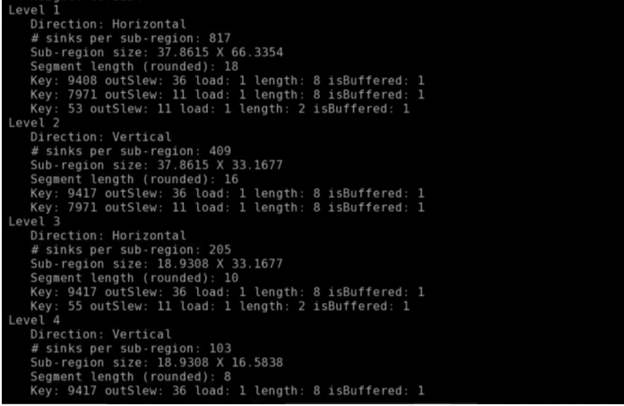 Level 1
Direction: Horizontal
# sinks per sub-region: 817
Sub-region size: 37.8615 X 66.3354
Segment length (rounded): 18
Key: 9408 outSlew: 36 load: 1 length: 8 isBuffered: 1
Key: 7971 outSlew: 11 load: 1 length: 8 isBuffered: 1
Key: 53 outSlew: 11 load: 1 length: 2 isBuffered: 1
Level 2
Direction: Vertical
# sinks per sub-region: 409
Sub-region size: 37.8615 X 33.1677
Segment length (rounded): 16
Key: 9417 outSlew: 36 load: 1 length: 8 isBuffered: 1
Key: 7971 outSlew: 11 load: 1 length: 8 isBuffered: 1
Level 3
Direction: Horizontal
# sinks per sub-region: 205
Sub-region size: 18.9308 X 33.1677
Segment length (rounded): 10
Key: 9417 outSlew: 36 load: 1 length: 8 isBuffered: 1
Key: 55 outSlew: 11 load: 1 length: 2 isBuffered: 1
Level 4
Direction: Vertical
# sinks per sub-region: 103
Sub-region size: 18.9308 X 16.5838
Segment length (rounded): 8
Key: 9417 outSlew: 36 load: 1 length: 8 isBuffered: 1